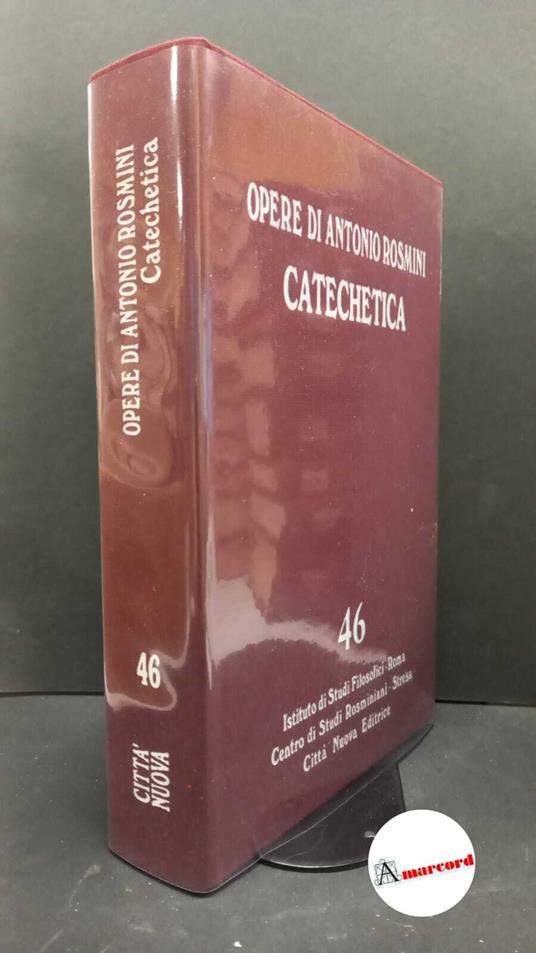 OPERE DI ANTONIO ROSMINI
Catechetica
46
CITTA'
NUOVA
OPERE DI ANTONIO ROSMINI
CATECHETICA
46
Istituto di Studi Filosofici - Roma
Centro di Studi Rosminiani - Stresa
Città Nuova Editrice
Amarcord